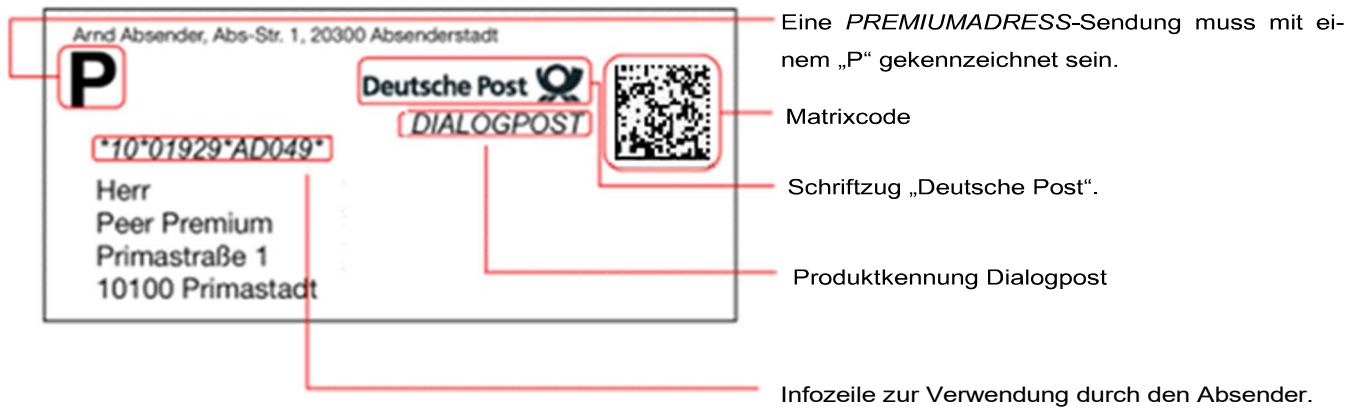 Arnd Absender, Abs-Str. 1, 20300 Absenderstadt
P
Deutsche Post
DIALOGPOST
*10*01929*AD049*
Herr
Peer Premium
Primastraße 1
10100 Primastadt
Eine PREMIUMADRESS-Sendung muss mit ei-
nem „P“ gekennzeichnet sein.
Matrixcode
Schriftzug „Deutsche Post“.
Produktkennung Dialogpost
Infozeile zur Verwendung durch den Absender.